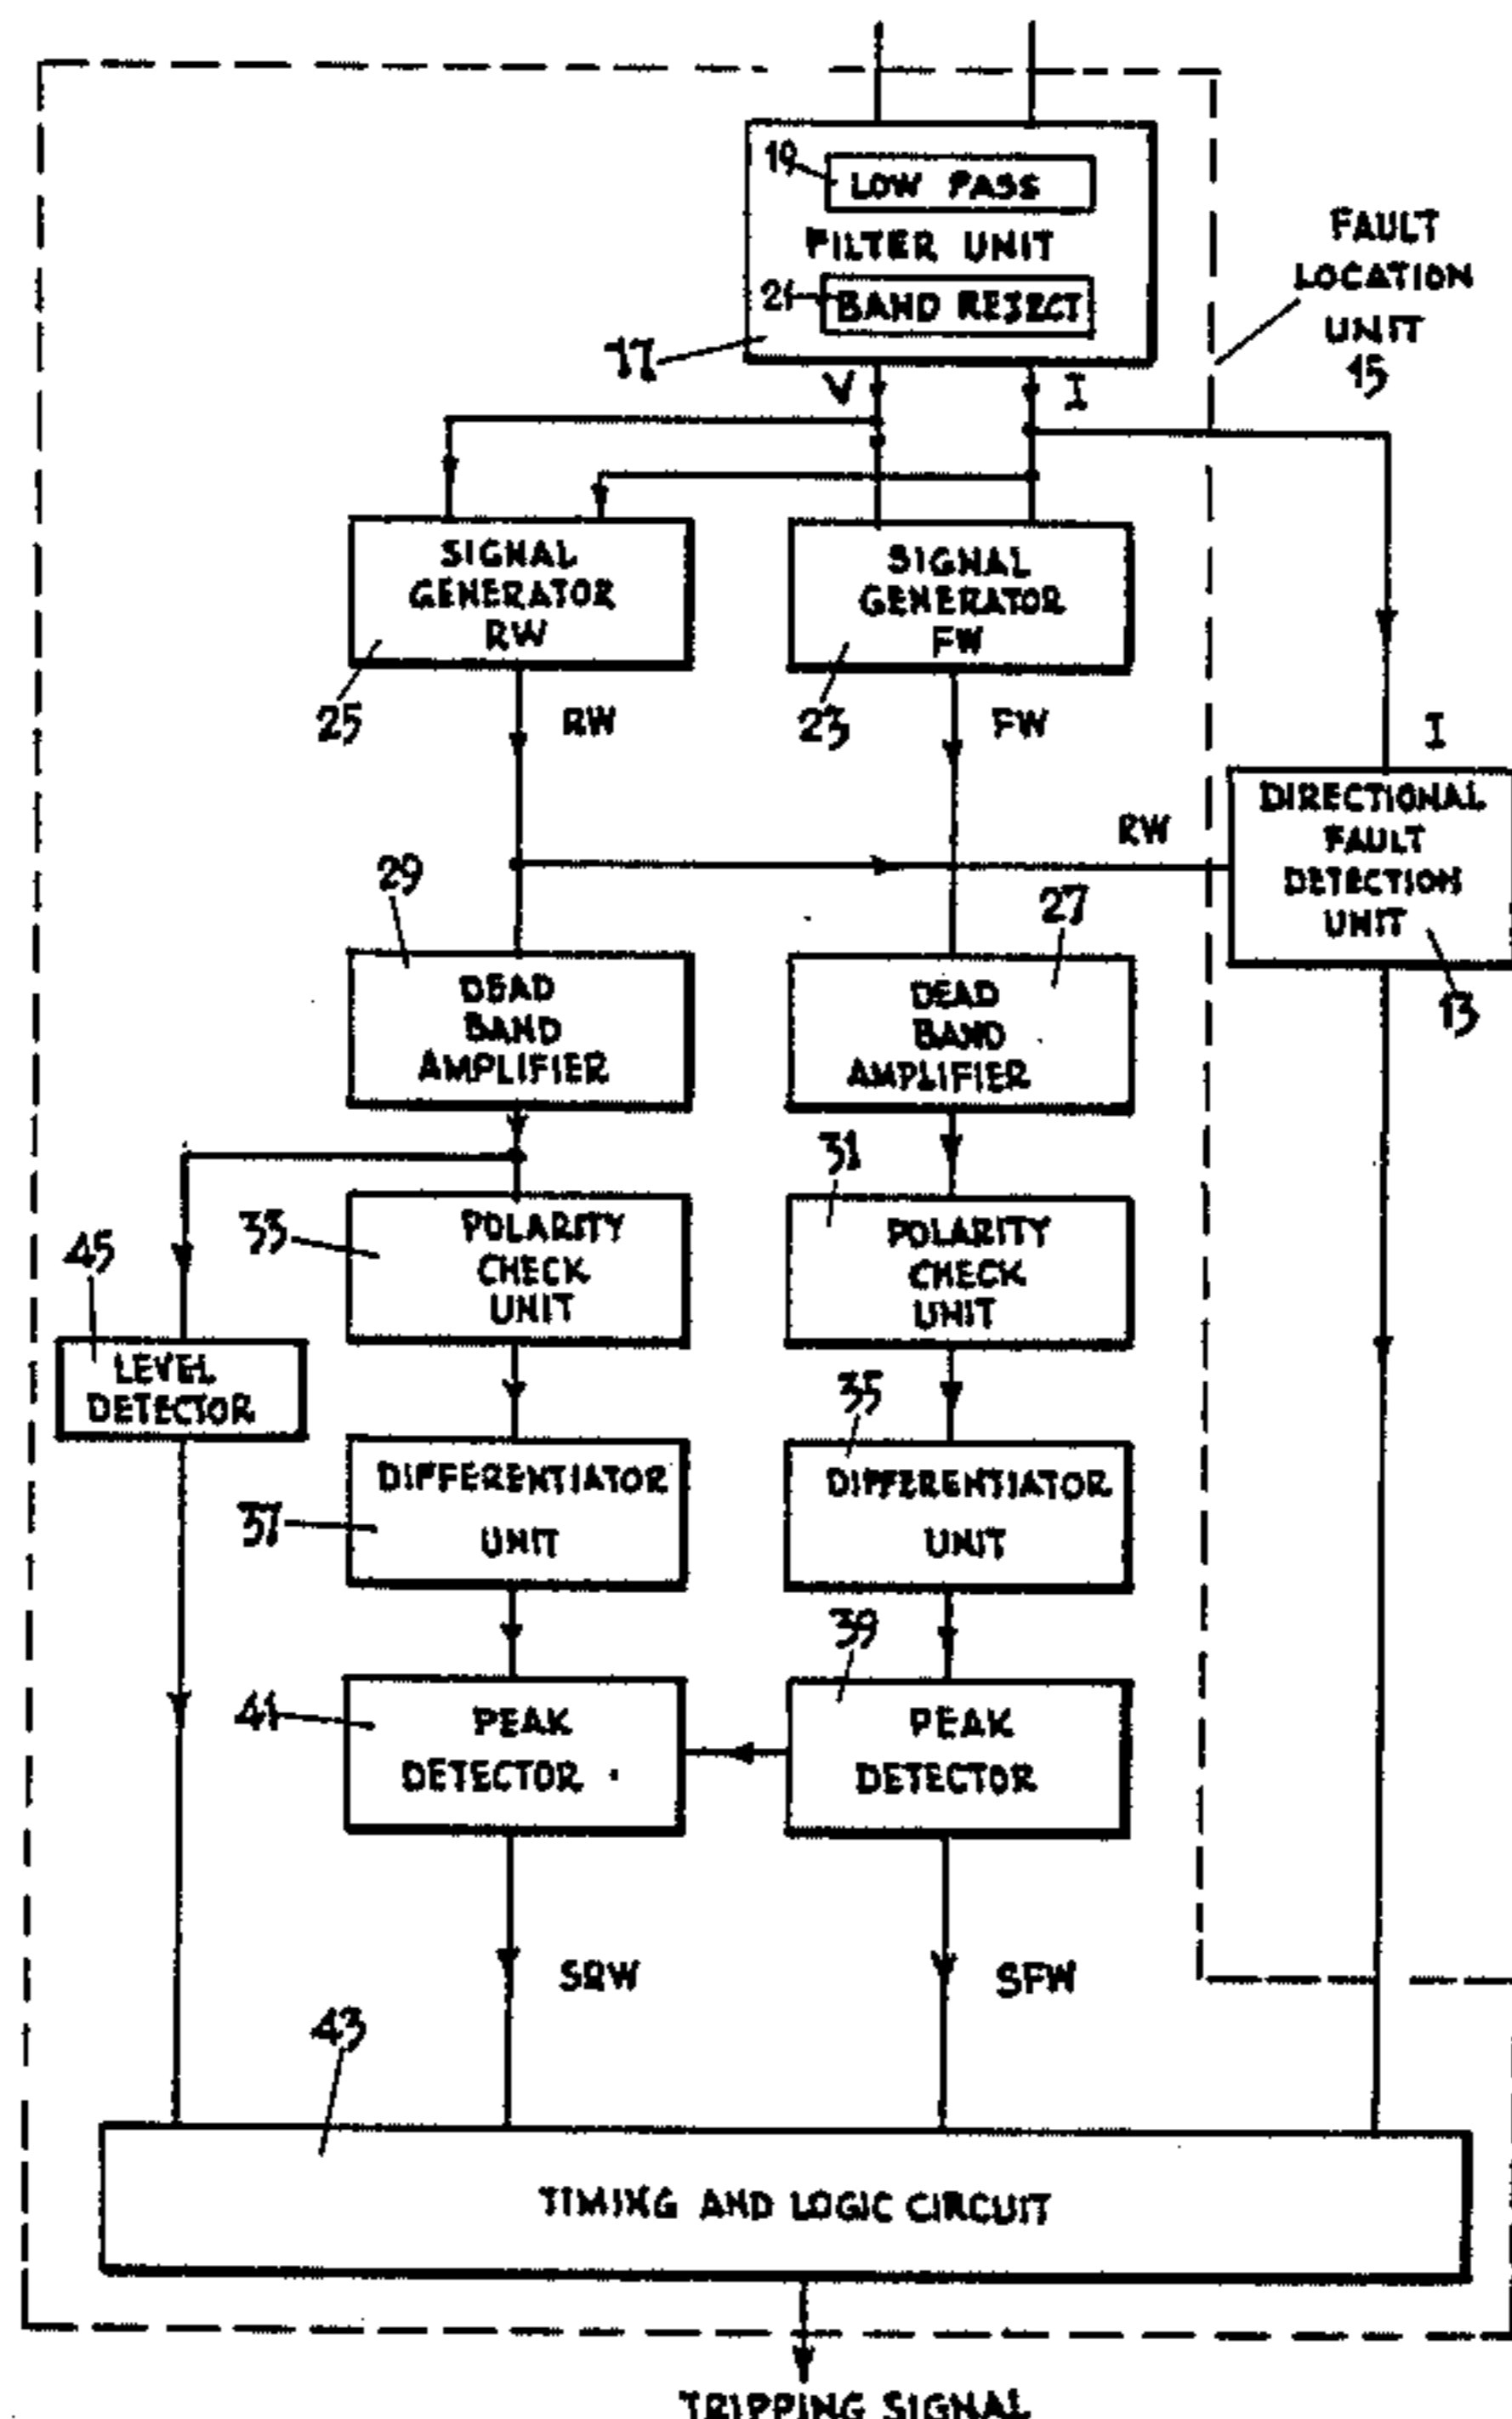 19
LOW PASS
FILTER UNIT
21
BAND REJECT
17
FAULT
LOCATION
UNIT
15
V
I
SIGNAL
GENERATOR
RW
SIGNAL
GENERATOR
FW
25
RW
23
FW
I
DIRECTIONAL
FAULT
DETECTION
UNIT
RW
13
29
27
DEAD
BAND
AMPLIFIER
DEAD
BAND
AMPLIFIER
31
33
POLARITY
CHECK
UNIT
POLARITY
CHECK
UNIT
45
LEVEL
DETECTOR
35
37
DIFFERENTIATOR
UNIT
DIFFERENTIATOR
UNIT
39
41
PEAK
DETECTOR
PEAK
DETECTOR
SRW
SFW
43
TIMING AND LOGIC CIRCUIT
TRIPPING SIGNAL